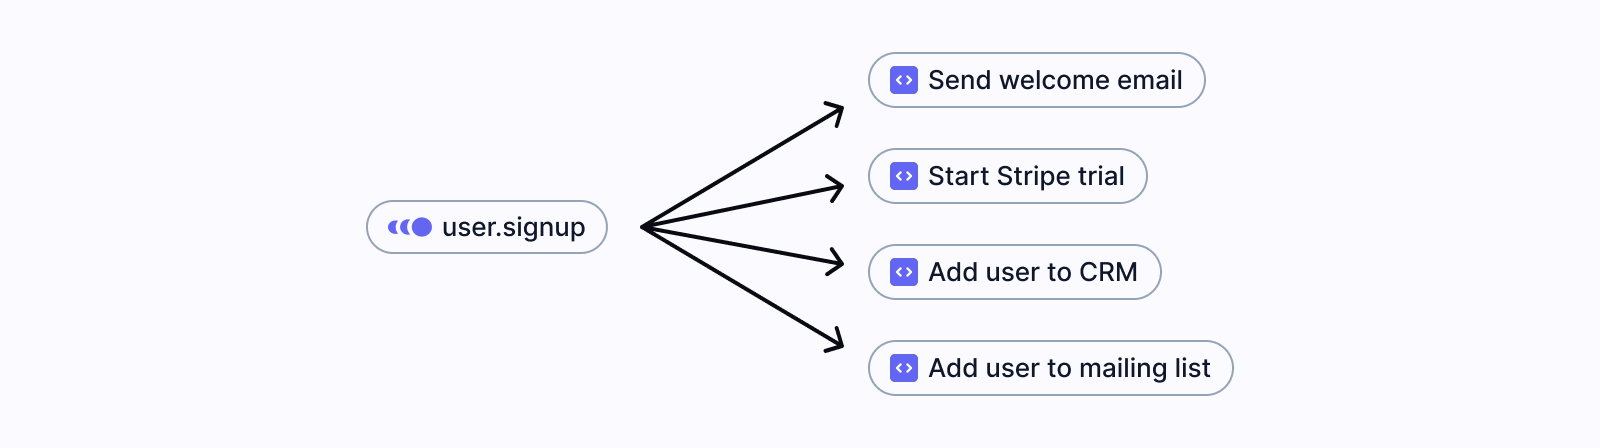 user.signup
Send welcome email
Start Stripe trial
Add user to CRM
Add user to mailing list